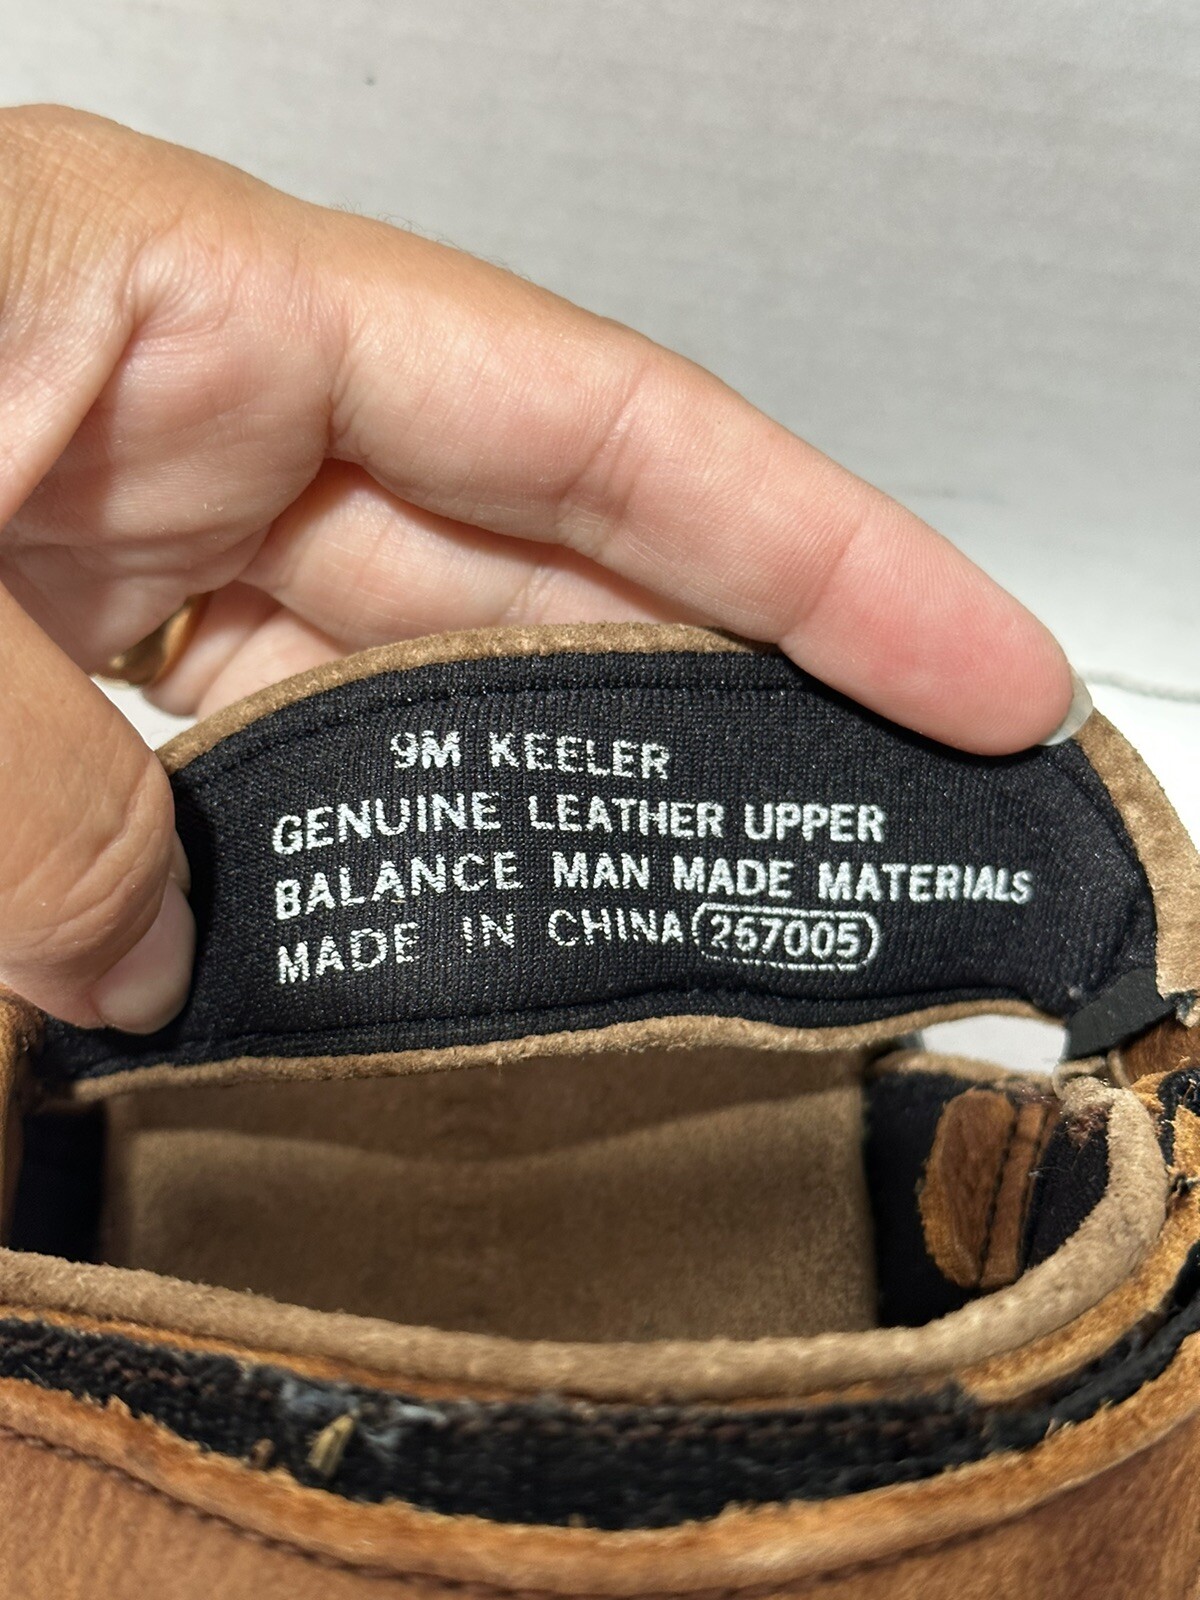 9M KEELER
GENUINE LEATHER UPPER
BALANCE MAN MADE MATERIALS
MADE IN CHINA 267005